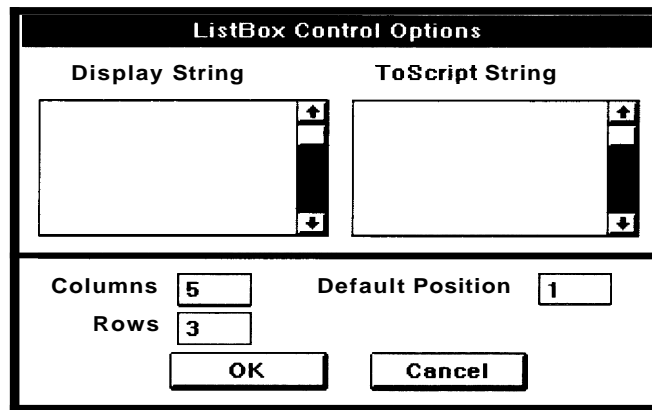 ListBox Control Options
Display String ToScript String
Columns 5 Default Position 1
Rows 3
OK Cancel